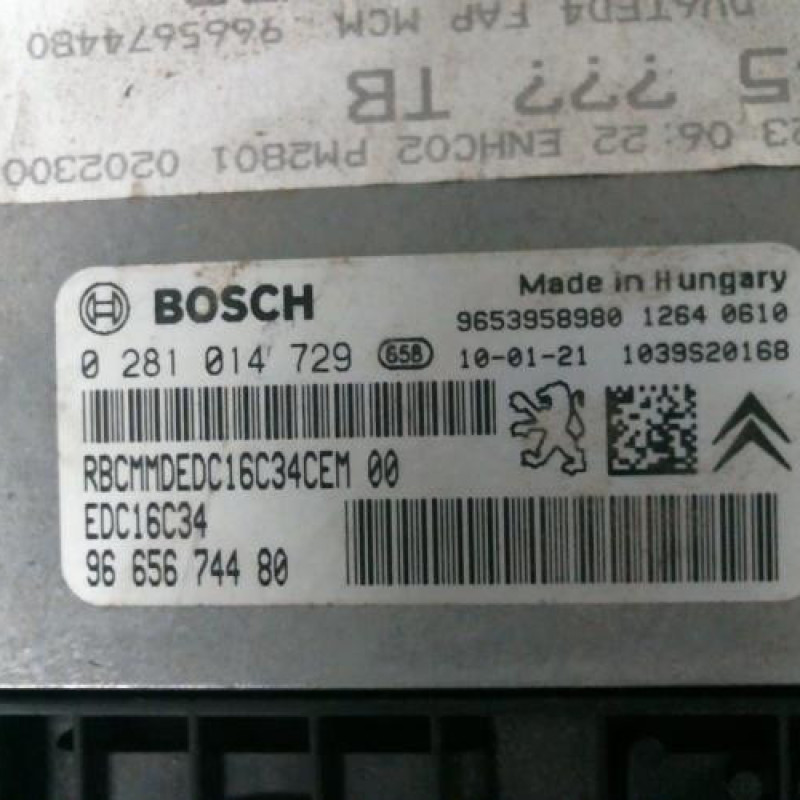 DV6TED4 FAP MCM 9665674480
??? TB
06:22 ENHC02 PM2801 0202300
BOSCH
Made in Hungary
9653958980 1264 0610
0 281 014 729 658 10-01-21 1039S20168
RBCMMDEDC16C34CEM 00
EDC16C34
96 656 744 80